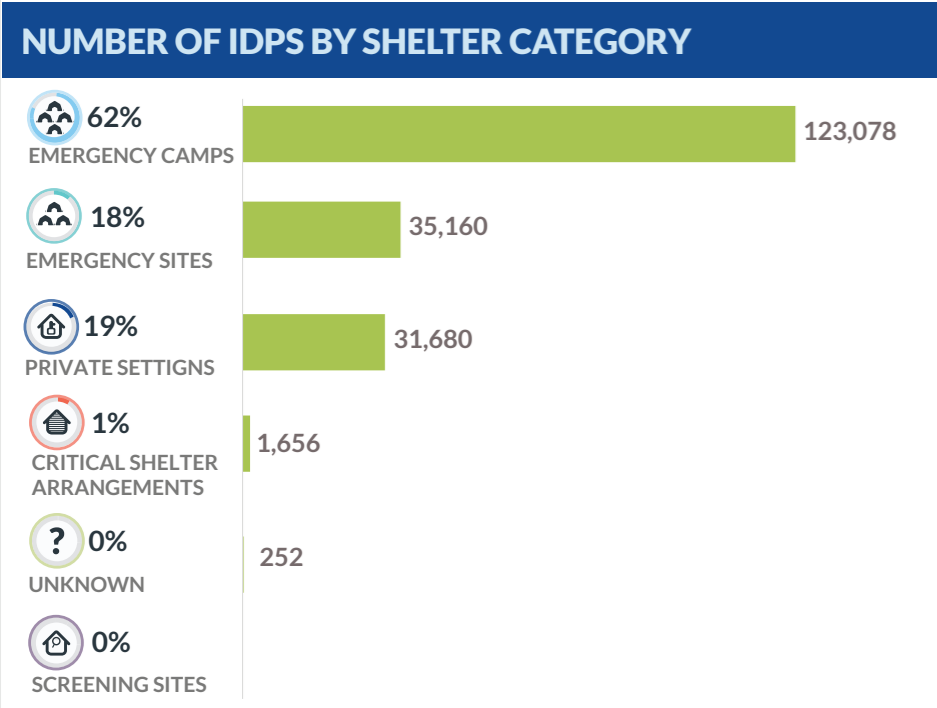 NUMBER OF IDPS BY SHELTER CATEGORY
62%
EMERGENCY CAMPS
123,078
18%
EMERGENCY SITES
35,160
19%
PRIVATE SETTIGNS
31,680
1%
CRITICAL SHELTER
ARRANGEMENTS
1,656
?
0%
UNKNOWN
252
0%
SCREENING SITES